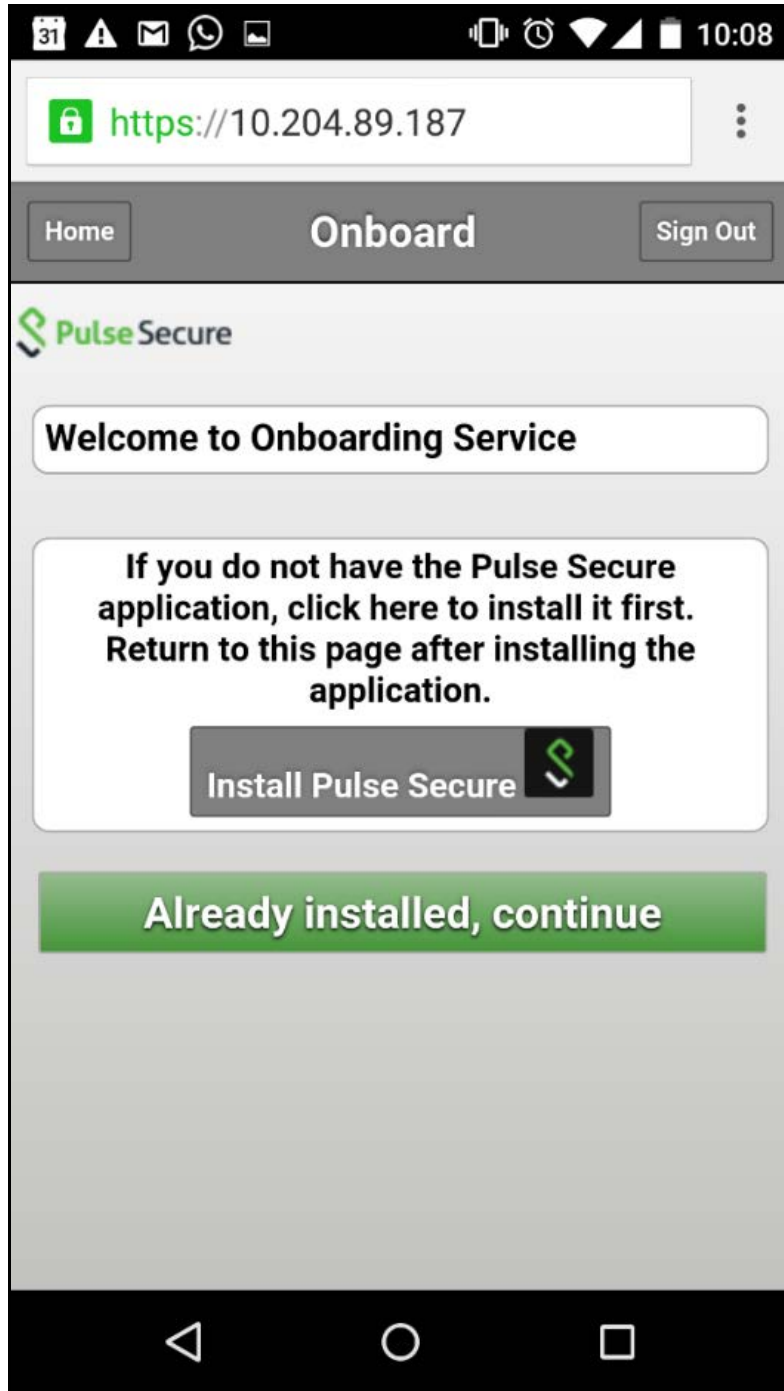 31
10:08
https://10.204.89.187
Home
Onboard
Sign Out
Pulse Secure
Welcome to Onboarding Service
If you do not have the Pulse Secure
application, click here to install it first.
Return to this page after installing the
application.
Install Pulse Secure
Already installed, continue